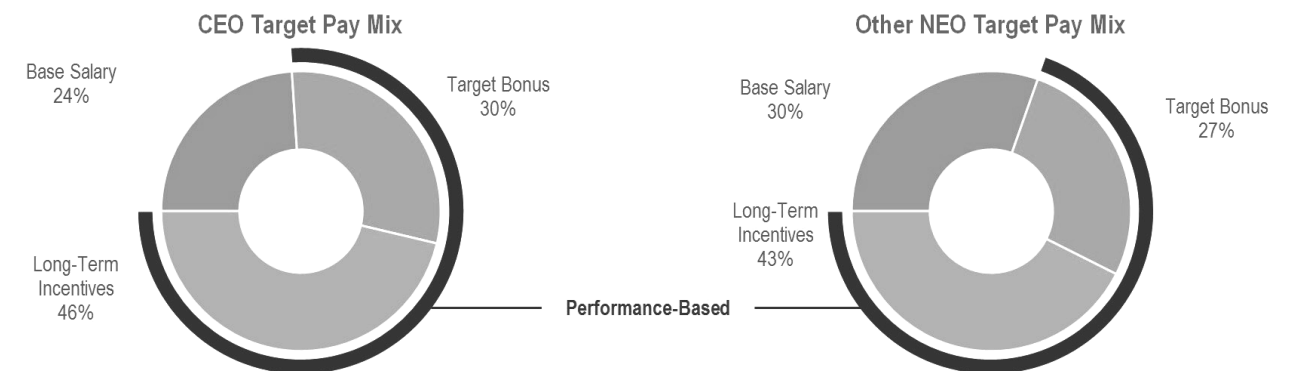 CEO Target Pay Mix
Base Salary
24%
Target Bonus
30%
Long-Term
Incentives
46%
Performance-Based
Other NEO Target Pay Mix
Base Salary
30%
Target Bonus
27%
Long-Term
Incentives
43%